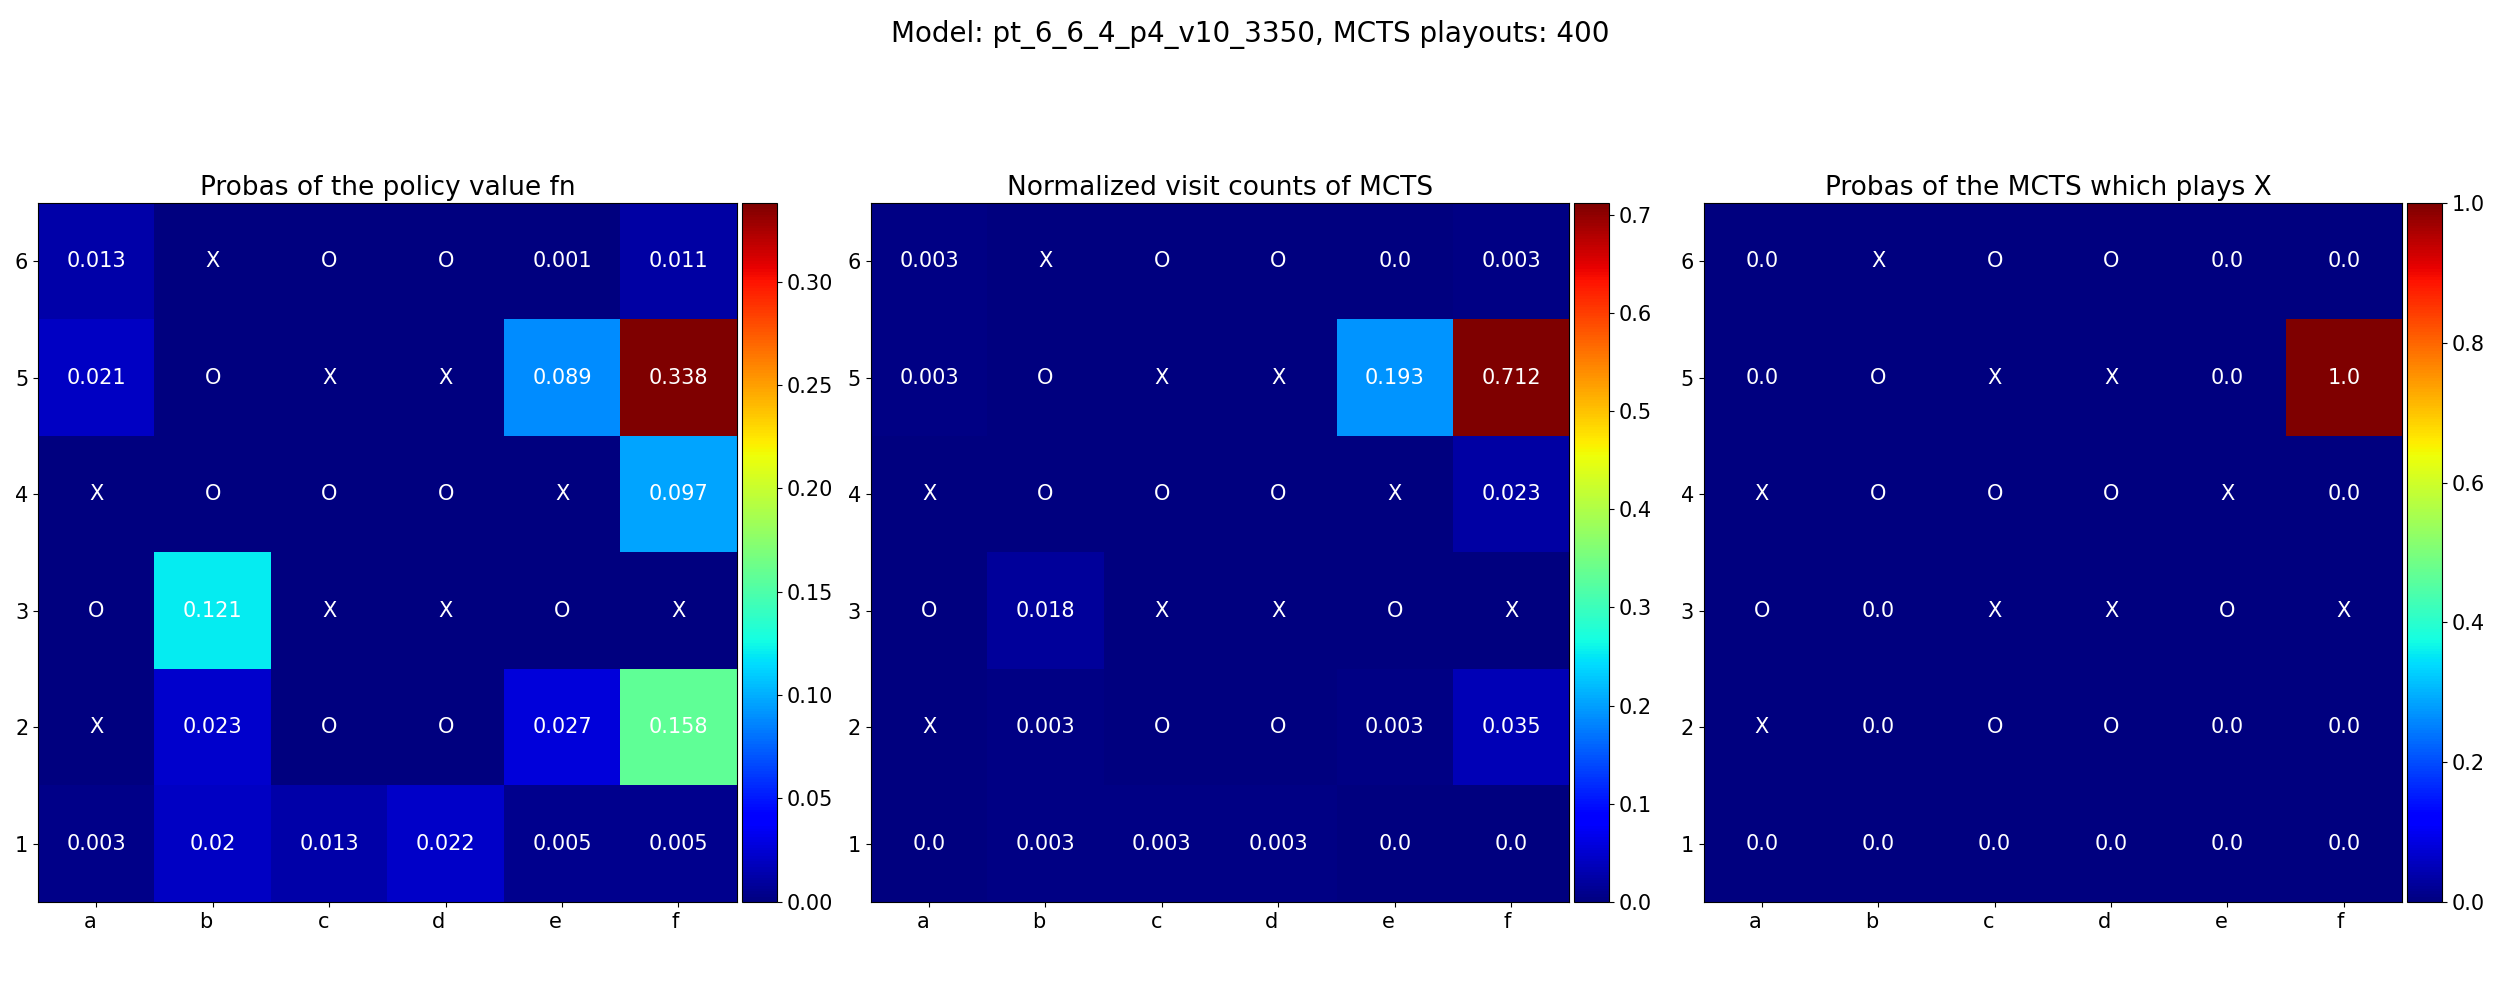 Model: pt_6_6_4_p4_v10_3350, MCTS playouts: 400
Probas of the policy value fn
6 0.013 X O O 0.001 0.011
5 0.021 O X X 0.089 0.338
4 X O O O X 0.097
3 O 0.121 X X O X
2 X 0.023 O O 0.027 0.158
1 0.003 0.02 0.013 0.022 0.005 0.005
a b c d e f
0.30
0.25
0.20
0.15
0.10
0.05
0.00
Normalized visit counts of MCTS
6 0.003 X O O 0.0 0.003
5 0.003 O X X 0.193 0.712
4 X O O O X 0.023
3 O 0.018 X X O X
2 X 0.003 O O 0.003 0.035
1 0.0 0.003 0.003 0.003 0.0 0.0
a b c d e f
0.7
0.6
0.5
0.4
0.3
0.2
0.1
0.0
Probas of the MCTS which plays X
6 0.0 X O O 0.0 0.0
5 0.0 O X X 0.0 1.0
4 X O O O X 0.0
3 O 0.0 X X O X
2 X 0.0 O O 0.0 0.0
1 0.0 0.0 0.0 0.0 0.0 0.0
a b c d e f
1.0
0.8
0.6
0.4
0.2
0.0